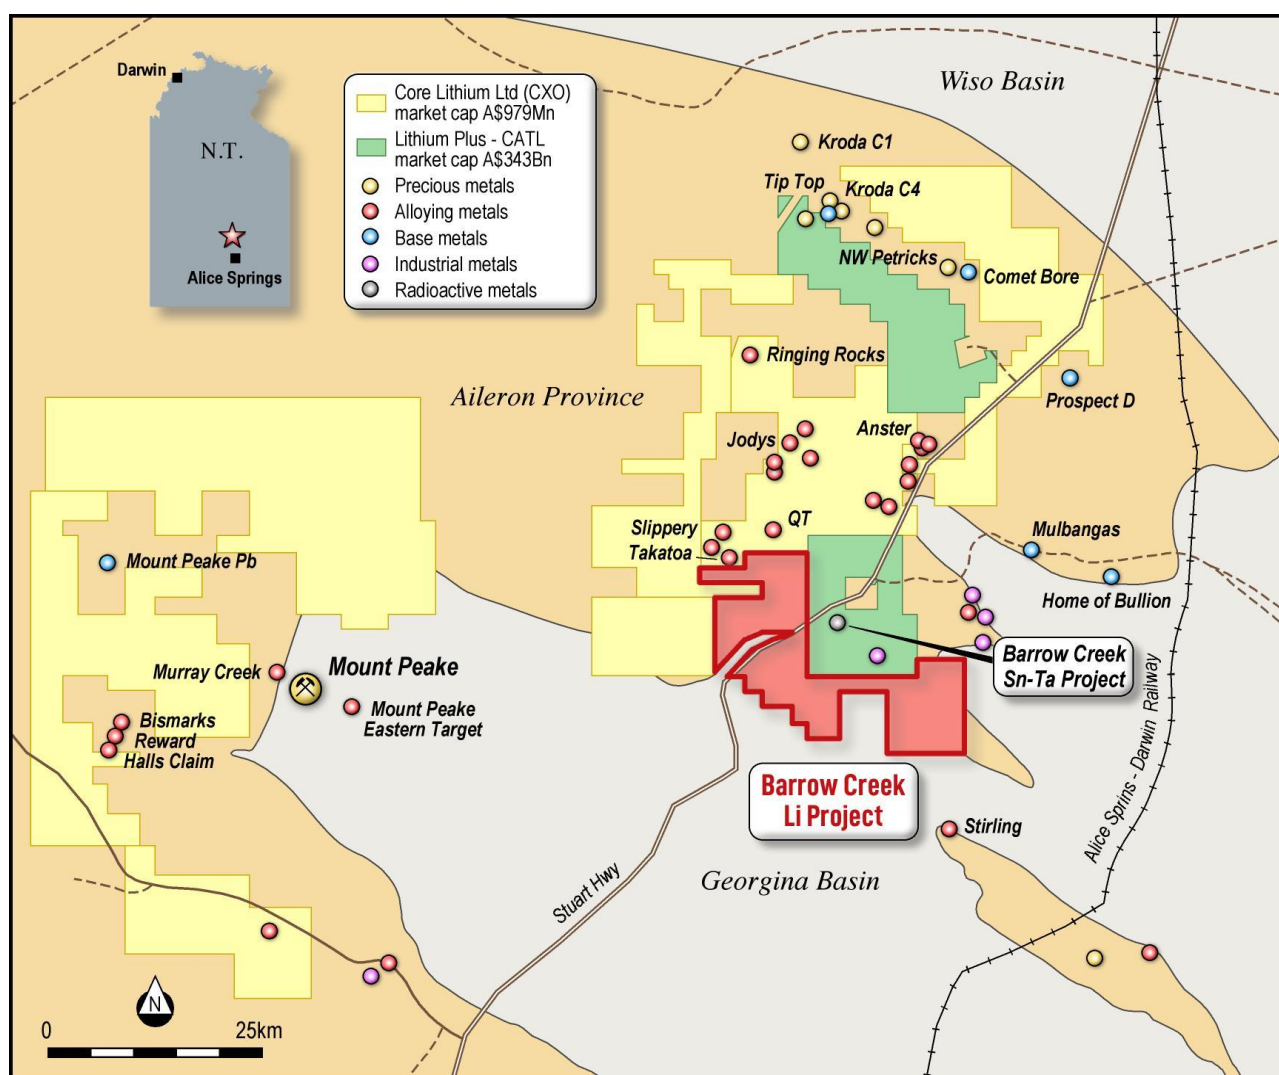 Darwin
N.T.
Alice Springs
Core Lithium Ltd (CXO)
market cap A$979Mn
Lithium Plus - CATL
market cap A$343Bn
Precious metals
Alloying metals
Base metals
Industrial metals
Radioactive metals
Wiso Basin
Kroda C1
Tip Top
Kroda C4
NW Petricks
Comet Bore
Ringing Rocks
Prospect D
Aileron Province
Jodys
Anster
Slippery
QT
Takatoa
Mulbangas
Home of Bullion
Mount Peake Pb
Murray Creek
Mount Peake
Mount Peake
Eastern Target
Bismarks
Reward
Halls Claim
Barrow Creek
Sn-Ta Project
Barrow Creek
Li Project
Stirling
Georgina Basin
Stuart Hwy
Alice Sprins - Darwin Railway
N
0 25km